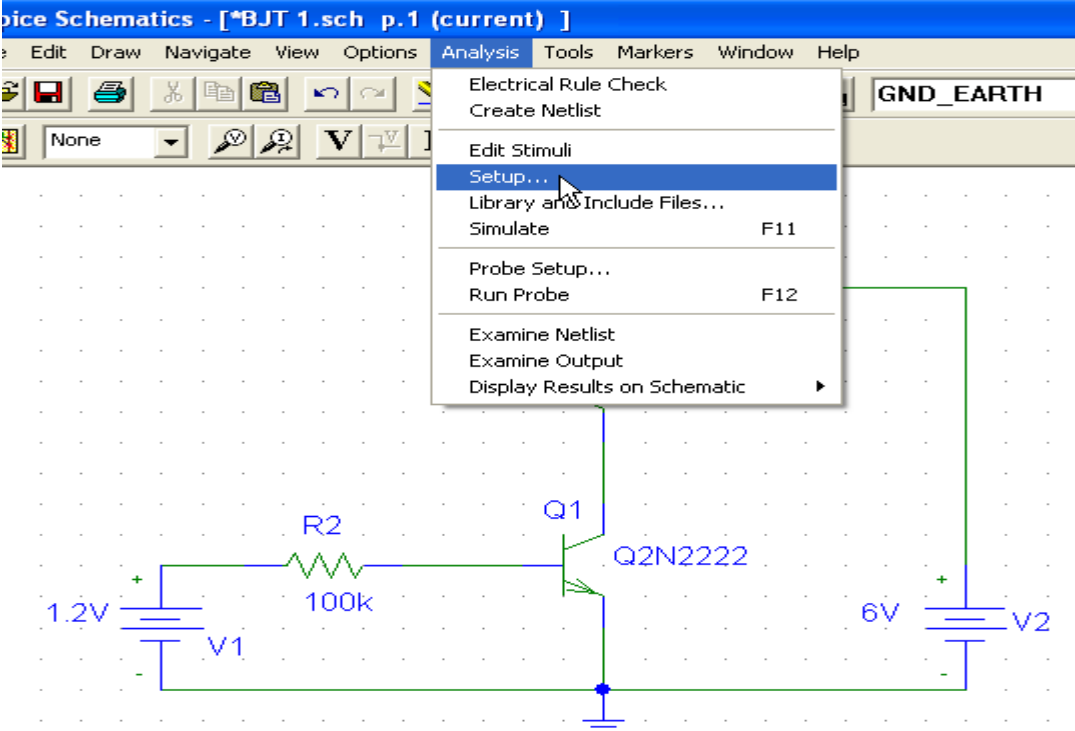 pice Schematics - [*BJT 1.sch p.1 (current) ]
Edit Draw Navigate View Options Analysis Tools Markers Window Help
GND_EARTH
None
V
Electrical Rule Check
Create Netlist
Edit Stimuli
Setup...
Library and Include Files...
Simulate F11
Probe Setup...
Run Probe F12
Examine Netlist
Examine Output
Display Results on Schematic
Q1
R2
Q2N2222
100k
+
1.2V
V1
-
+
6V
V2
-